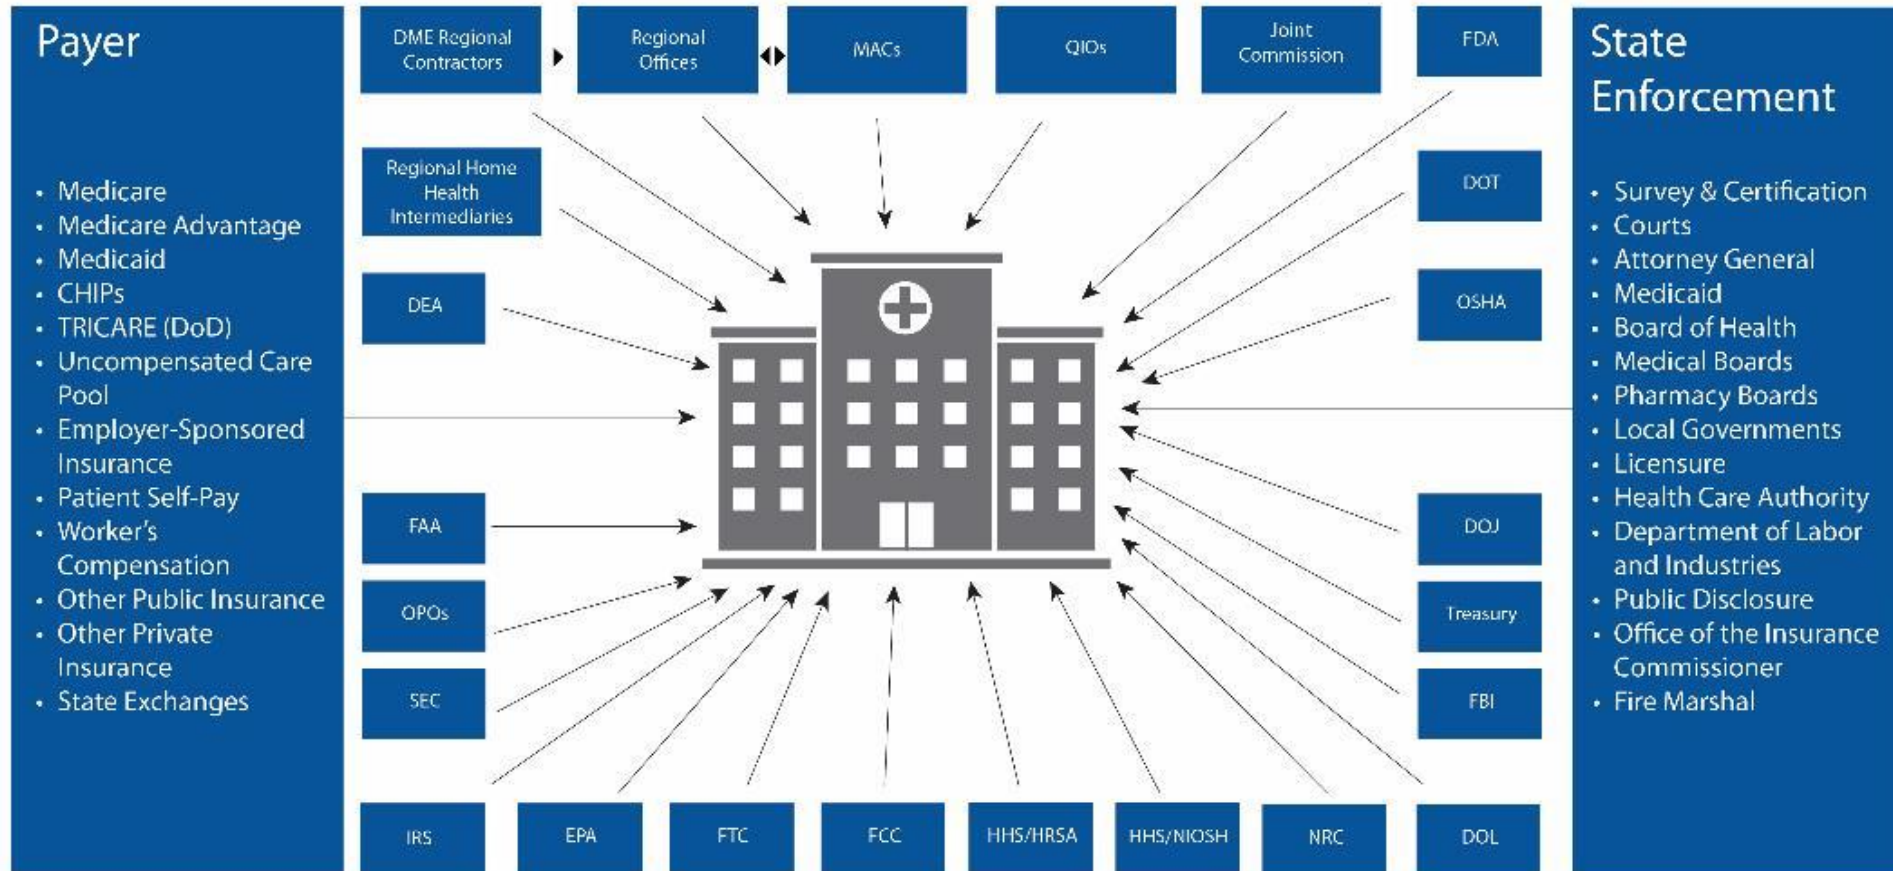 Payer
• Medicare
• Medicare Advantage
• Medicaid
• CHIPs
• TRICARE (DoD)
• Uncompensated Care
Pool
• Employer-Sponsored
Insurance
• Patient Self-Pay
• Worker's
Compensation
• Other Public Insurance
• Other Private
Insurance
• State Exchanges
DME Regional
Contractors
Regional
Offices
MACs
QIOs
Joint
Commission
FDA
Regional Home
Health
Intermediaries
DOT
DEA
OSHA
FAA
DOJ
OPOs
Treasury
SEC
FBI
IRS
EPA
FTC
FCC
HHS/HRSA
HHS/NIOSH
NRC
DOL
State
Enforcement
• Survey & Certification
• Courts
• Attorney General
• Medicaid
• Board of Health
• Medical Boards
• Pharmacy Boards
• Local Governments
• Licensure
• Health Care Authority
• Department of Labor
and Industries
• Public Disclosure
• Office of the Insurance
Commissioner
• Fire Marshal